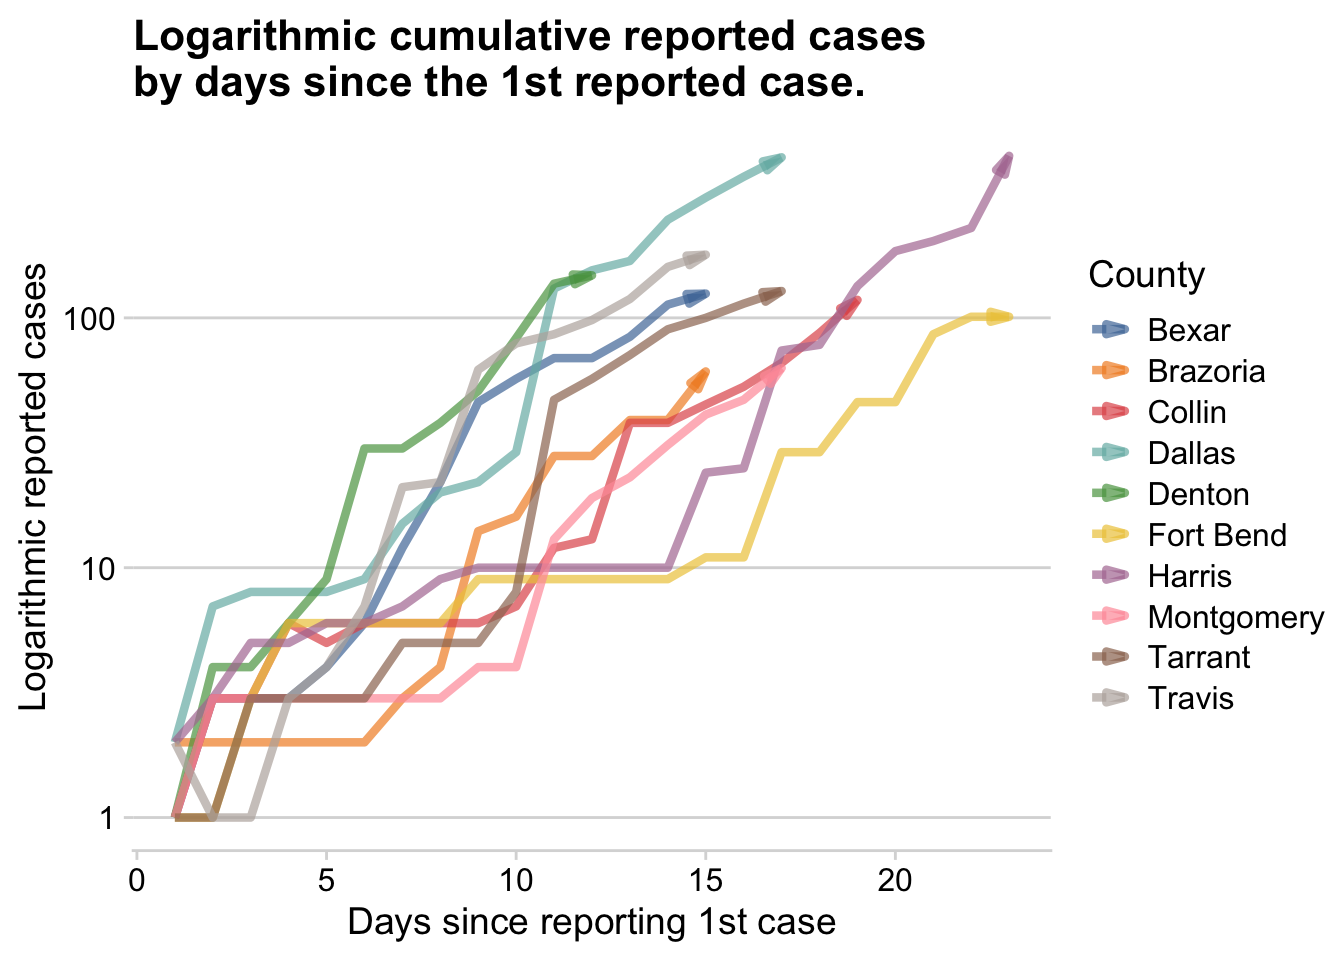 Logarithmic cumulative reported cases
by days since the 1st reported case.
Logarithmic reported cases
100
10
1
0
5
10
15
20
Days since reporting 1st case
County
Bexar
Brazoria
Collin
Dallas
Denton
Fort Bend
Harris
Montgomery
Tarrant
Travis